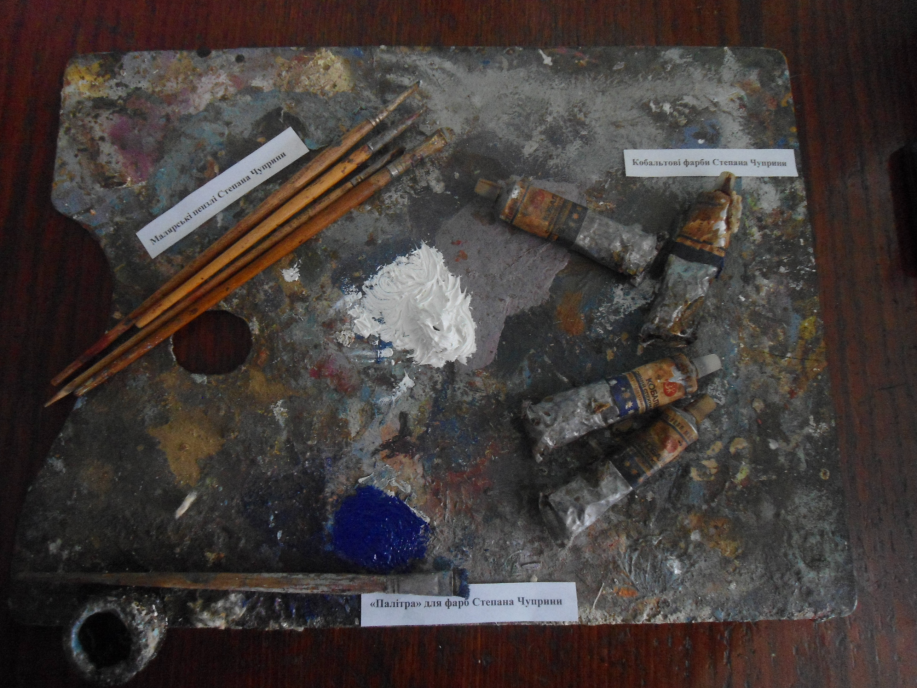 Малярські пензлі Степана Чуприни
Кобальтові фарби Степана Чуприни
«Палітра» для фарб Степана Чуприни